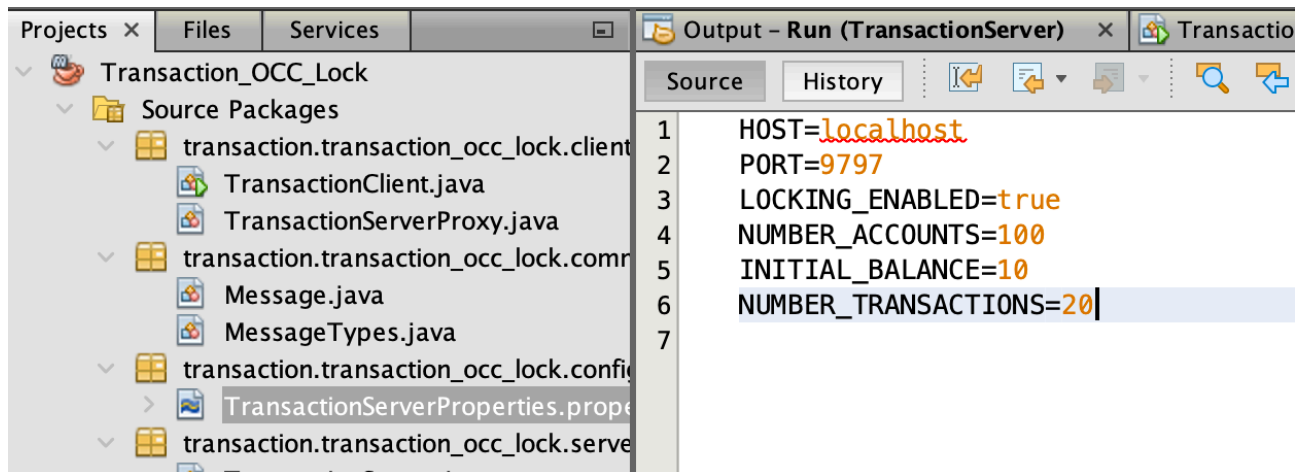 Projects Files Services
Transaction_OCC_Lock
Source Packages
transaction.transaction_occ_lock.client
TransactionClient.java
TransactionServerProxy.java
transaction.transaction_occ_lock.comm
Message.java
MessageTypes.java
transaction.transaction_occ_lock.config
TransactionServerProperties.prope
transaction.transaction_occ_lock.serve
Output – Run (TransactionServer) Transactio
Source History
1 HOST=localhost
2 PORT=9797
3 LOCKING_ENABLED=true
4 NUMBER_ACCOUNTS=100
5 INITIAL_BALANCE=10
6 NUMBER_TRANSACTIONS=20
7